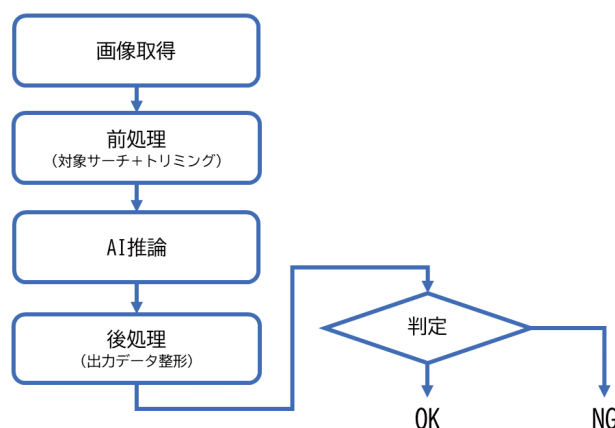 画像取得
前処理
（対象サーチ＋トリミング）
AI推論
後処理
（出力データ整形）
判定
OK
NG